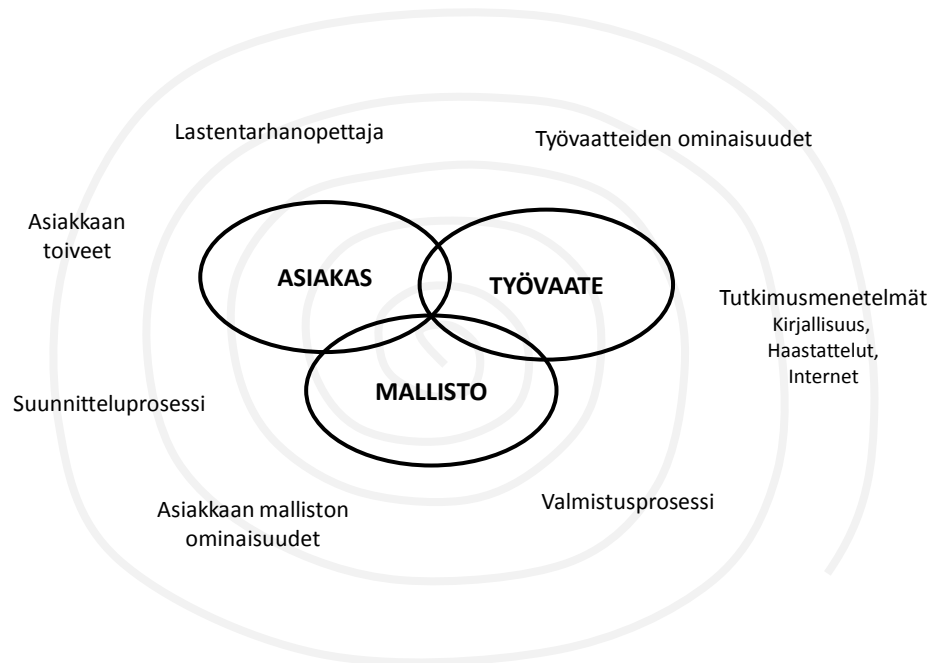 Lastentarhanopettaja
Työvaatteiden ominaisuudet
Asiakkaan
toiveet
ASIAKAS
TYÖVAATE
Tutkimusmenetelmät
Kirjallisuus,
Haastattelut,
Internet
MALLISTO
Suunnitteluprosessi
Asiakkaan malliston
ominaisuudet
Valmistusprosessi